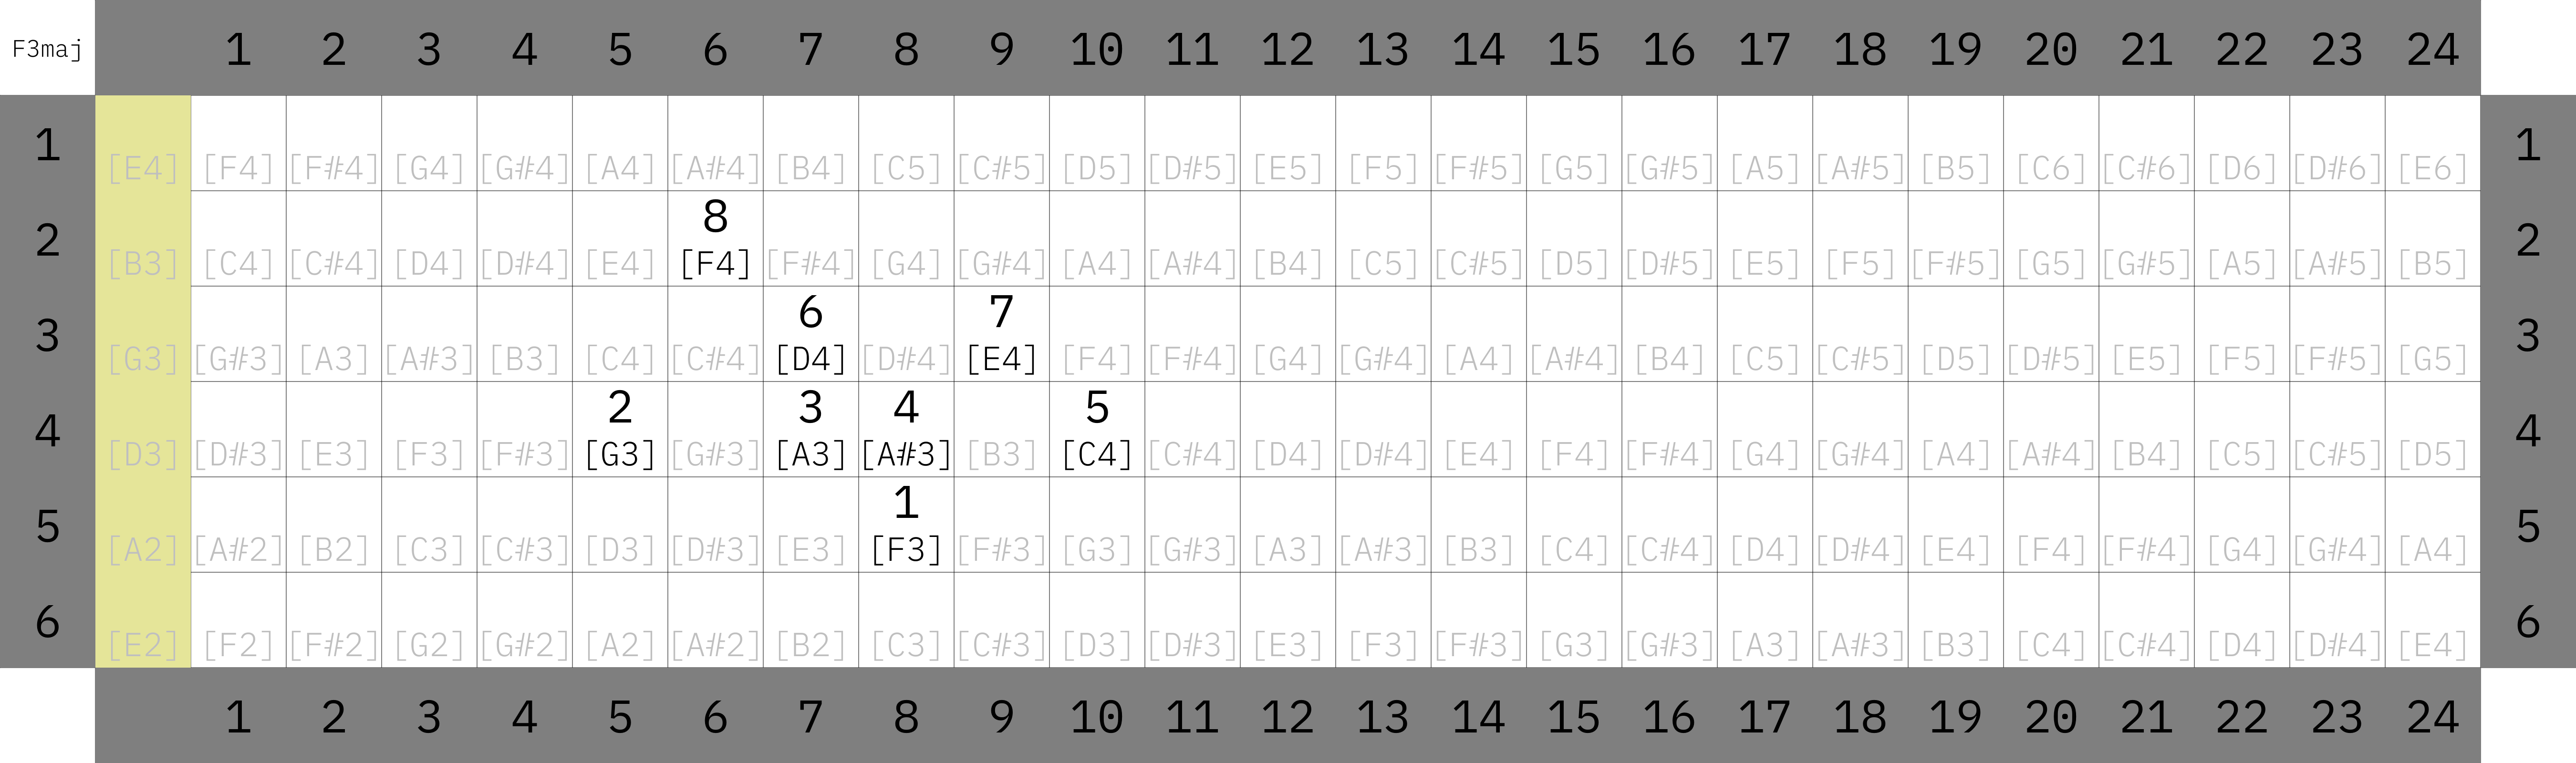 F3maj 1 2 3 4 5 6 7 8 9 10 11 12 13 14 15 16 17 18 19 20 21 22 23 24
1 [E4] [F4] [F#4] [G4] [G#4] [A4] [A#4] [B4] [C5] [C#5] [D5] [D#5] [E5] [F5] [F#5] [G5] [G#5] [A5] [A#5] [B5] [C6] [C#6] [D6] [D#6] [E6] 1
8
2 [B3] [C4] [C#4] [D4] [D#4] [E4] [F4] [F#4] [G4] [G#4] [A4] [A#4] [B4] [C5] [C#5] [D5] [D#5] [E5] [F5] [F#5] [G5] [G#5] [A5] [A#5] [B5] 2
6 7
3 [G3] [G#3] [A3] [A#3] [B3] [C4] [C#4] [D4] [D#4] [E4] [F4] [F#4] [G4] [G#4] [A4] [A#4] [B4] [C5] [C#5] [D5] [D#5] [E5] [F5] [F#5] [G5] 3
2 3 4 5
4 [D3] [D#3] [E3] [F3] [F#3] [G3] [G#3] [A3] [A#3] [B3] [C4] [C#4] [D4] [D#4] [E4] [F4] [F#4] [G4] [G#4] [A4] [A#4] [B4] [C5] [C#5] [D5] 4
1
5 [A2] [A#2] [B2] [C3] [C#3] [D3] [D#3] [E3] [F3] [F#3] [G3] [G#3] [A3] [A#3] [B3] [C4] [C#4] [D4] [D#4] [E4] [F4] [F#4] [G4] [G#4] [A4] 5
6 [E2] [F2] [F#2] [G2] [G#2] [A2] [A#2] [B2] [C3] [C#3] [D3] [D#3] [E3] [F3] [F#3] [G3] [G#3] [A3] [A#3] [B3] [C4] [C#4] [D4] [D#4] [E4] 6
1 2 3 4 5 6 7 8 9 10 11 12 13 14 15 16 17 18 19 20 21 22 23 24